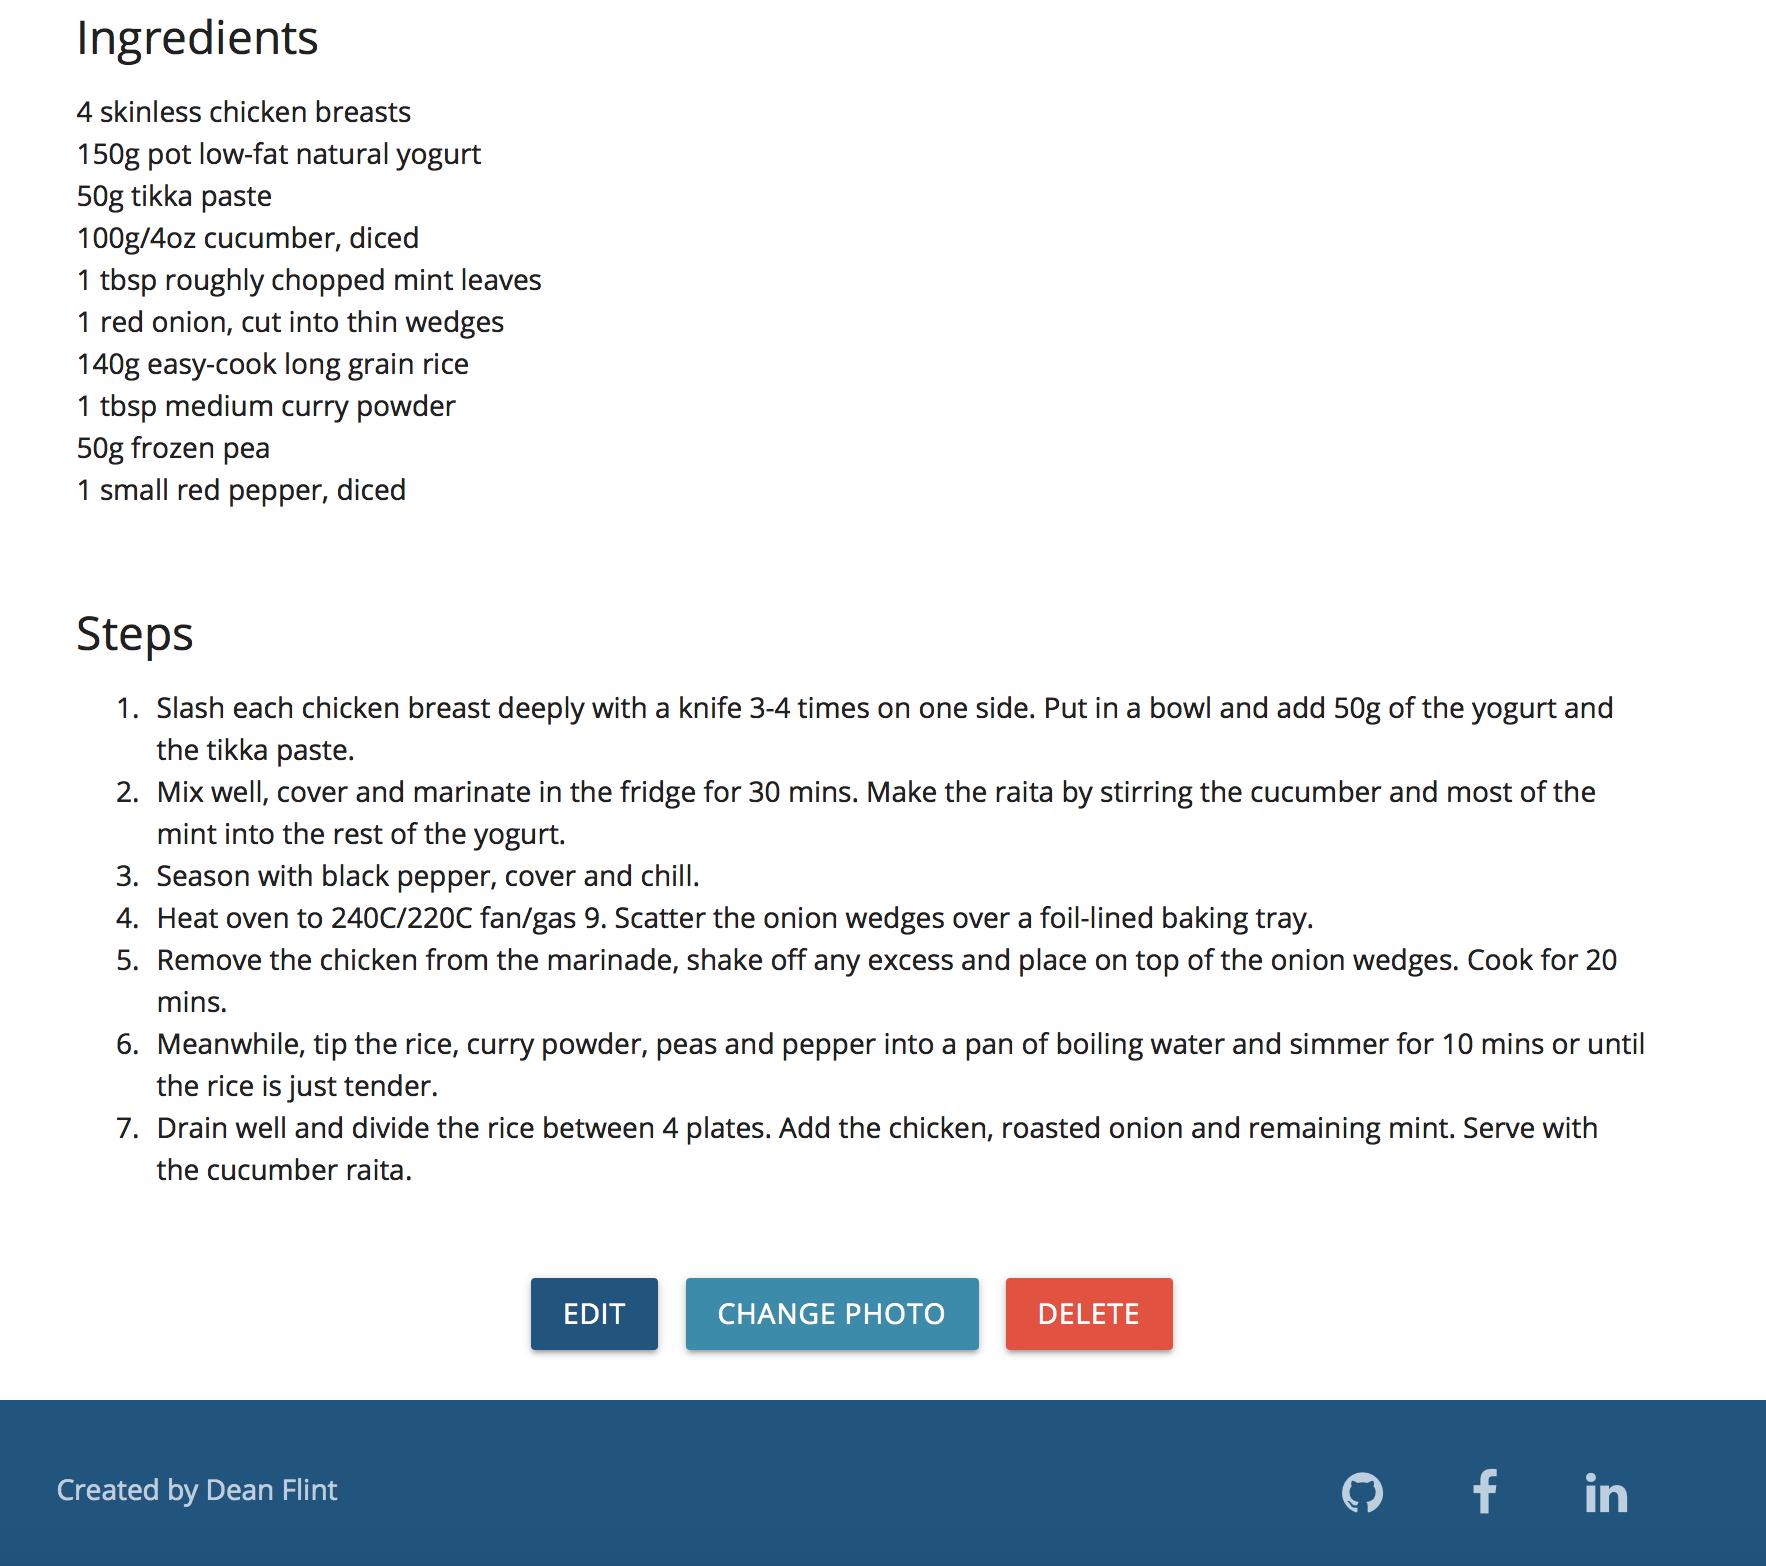 Ingredients
4 skinless chicken breasts
150g pot low-fat natural yogurt
50g tikka paste
100g/4oz cucumber, diced
1 tbsp roughly chopped mint leaves
1 red onion, cut into thin wedges
140g easy-cook long grain rice
1 tbsp medium curry powder
50g frozen pea
1 small red pepper, diced
Steps
1. Slash each chicken breast deeply with a knife 3-4 times on one side. Put in a bowl and add 50g of the yogurt and
the tikka paste.
2. Mix well, cover and marinate in the fridge for 30 mins. Make the raita by stirring the cucumber and most of the
mint into the rest of the yogurt.
3. Season with black pepper, cover and chill.
4. Heat oven to 240C/220C fan/gas 9. Scatter the onion wedges over a foil-lined baking tray.
5. Remove the chicken from the marinade, shake off any excess and place on top of the onion wedges. Cook for 20
mins.
6. Meanwhile, tip the rice, curry powder, peas and pepper into a pan of boiling water and simmer for 10 mins or until
the rice is just tender.
7. Drain well and divide the rice between 4 plates. Add the chicken, roasted onion and remaining mint. Serve with
the cucumber raita.
EDIT CHANGE PHOTO DELETE
Created by Dean Flint